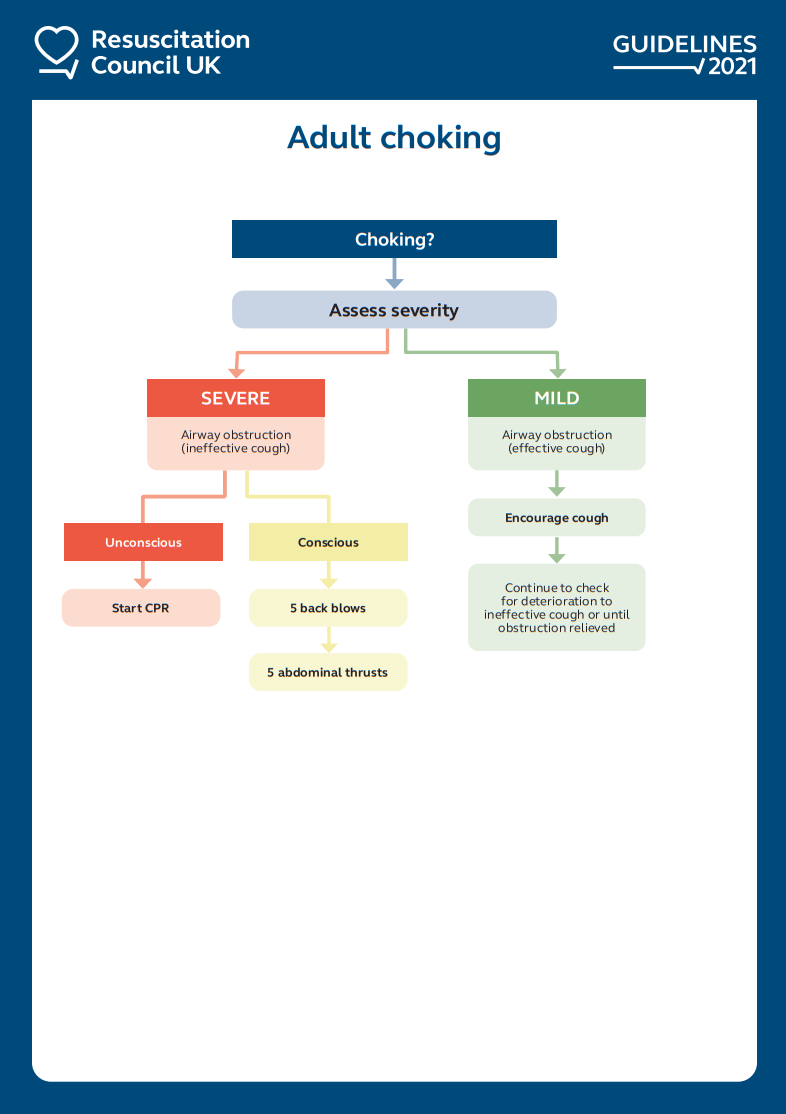 Resuscitation
Council UK
GUIDELINES
2021
Adult choking
Choking?
Assess severity
SEVERE
Airway obstruction
(ineffective cough)
MILD
Airway obstruction
(effective cough)
Unconscious
Start CPR
Conscious
5 back blows
5 abdominal thrusts
Encourage cough
Continue to check
for deterioration to
ineffective cough or until
obstruction relieved